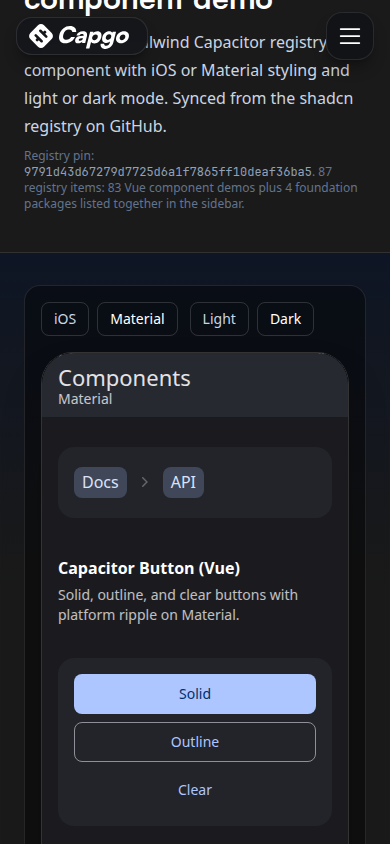 component demo
Capgo
lwind Capacitor registry
component with iOS or Material styling and
light or dark mode. Synced from the shadcn
registry on GitHub.
Registry pin:
9791d43d67279d7725d6a1f7865ff10deaf36ba5. 87
registry items: 83 Vue component demos plus 4 foundation
packages listed together in the sidebar.
iOS Material Light Dark
Components
Material
Docs > API
Capacitor Button (Vue)
Solid, outline, and clear buttons with
platform ripple on Material.
Solid
Outline
Clear